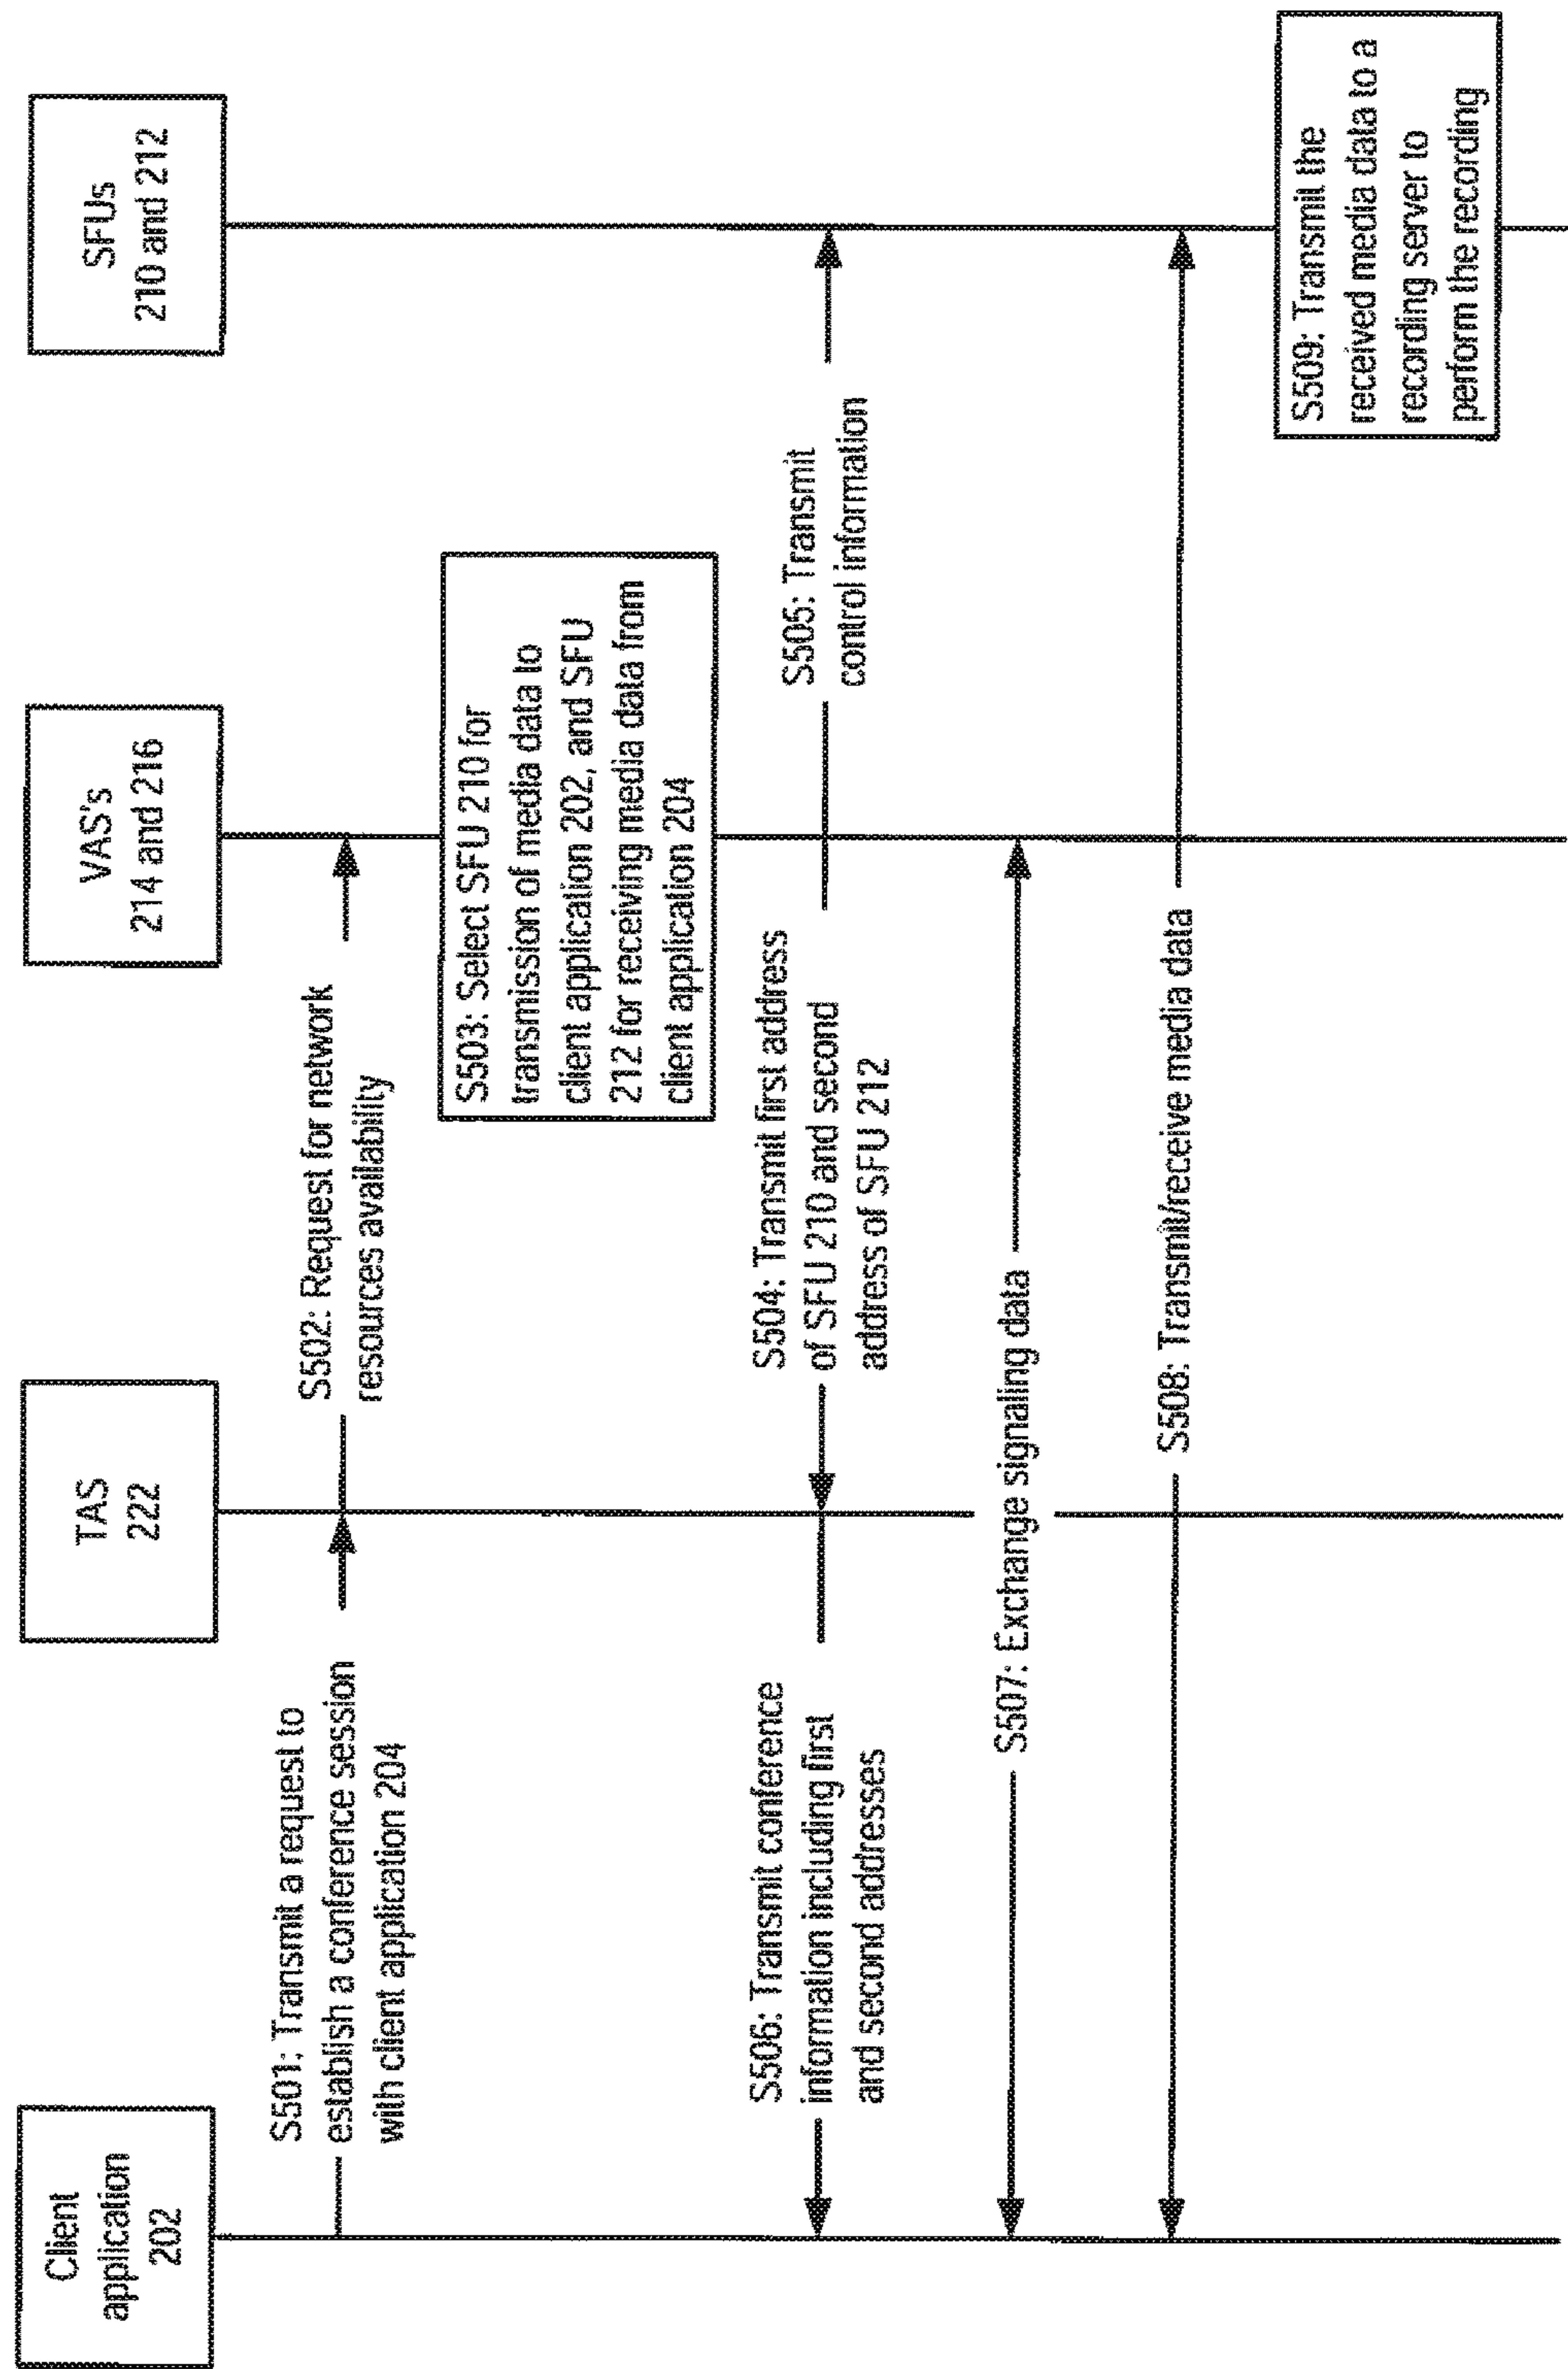 Client
application
202
TAS
222
VAS's
214 and 216
SFUs
210 and 212
S501: Transmit a request to
establish a conference session
with client application 204
S502: Request for network
resources availability
S503: Select SFU 210 for
transmission of media data to
client application 202, and SFU
212 for receiving media data from
client application 204
S504: Transmit first address
of SFU 210 and second
address of SFU 212
S505: Transmit
control information
S506: Transmit conference
information including first
and second addresses
S507: Exchange signaling data
S508: Transmit/receive media data
S509: Transmit the
received media data to a
recording server to
perform the recording